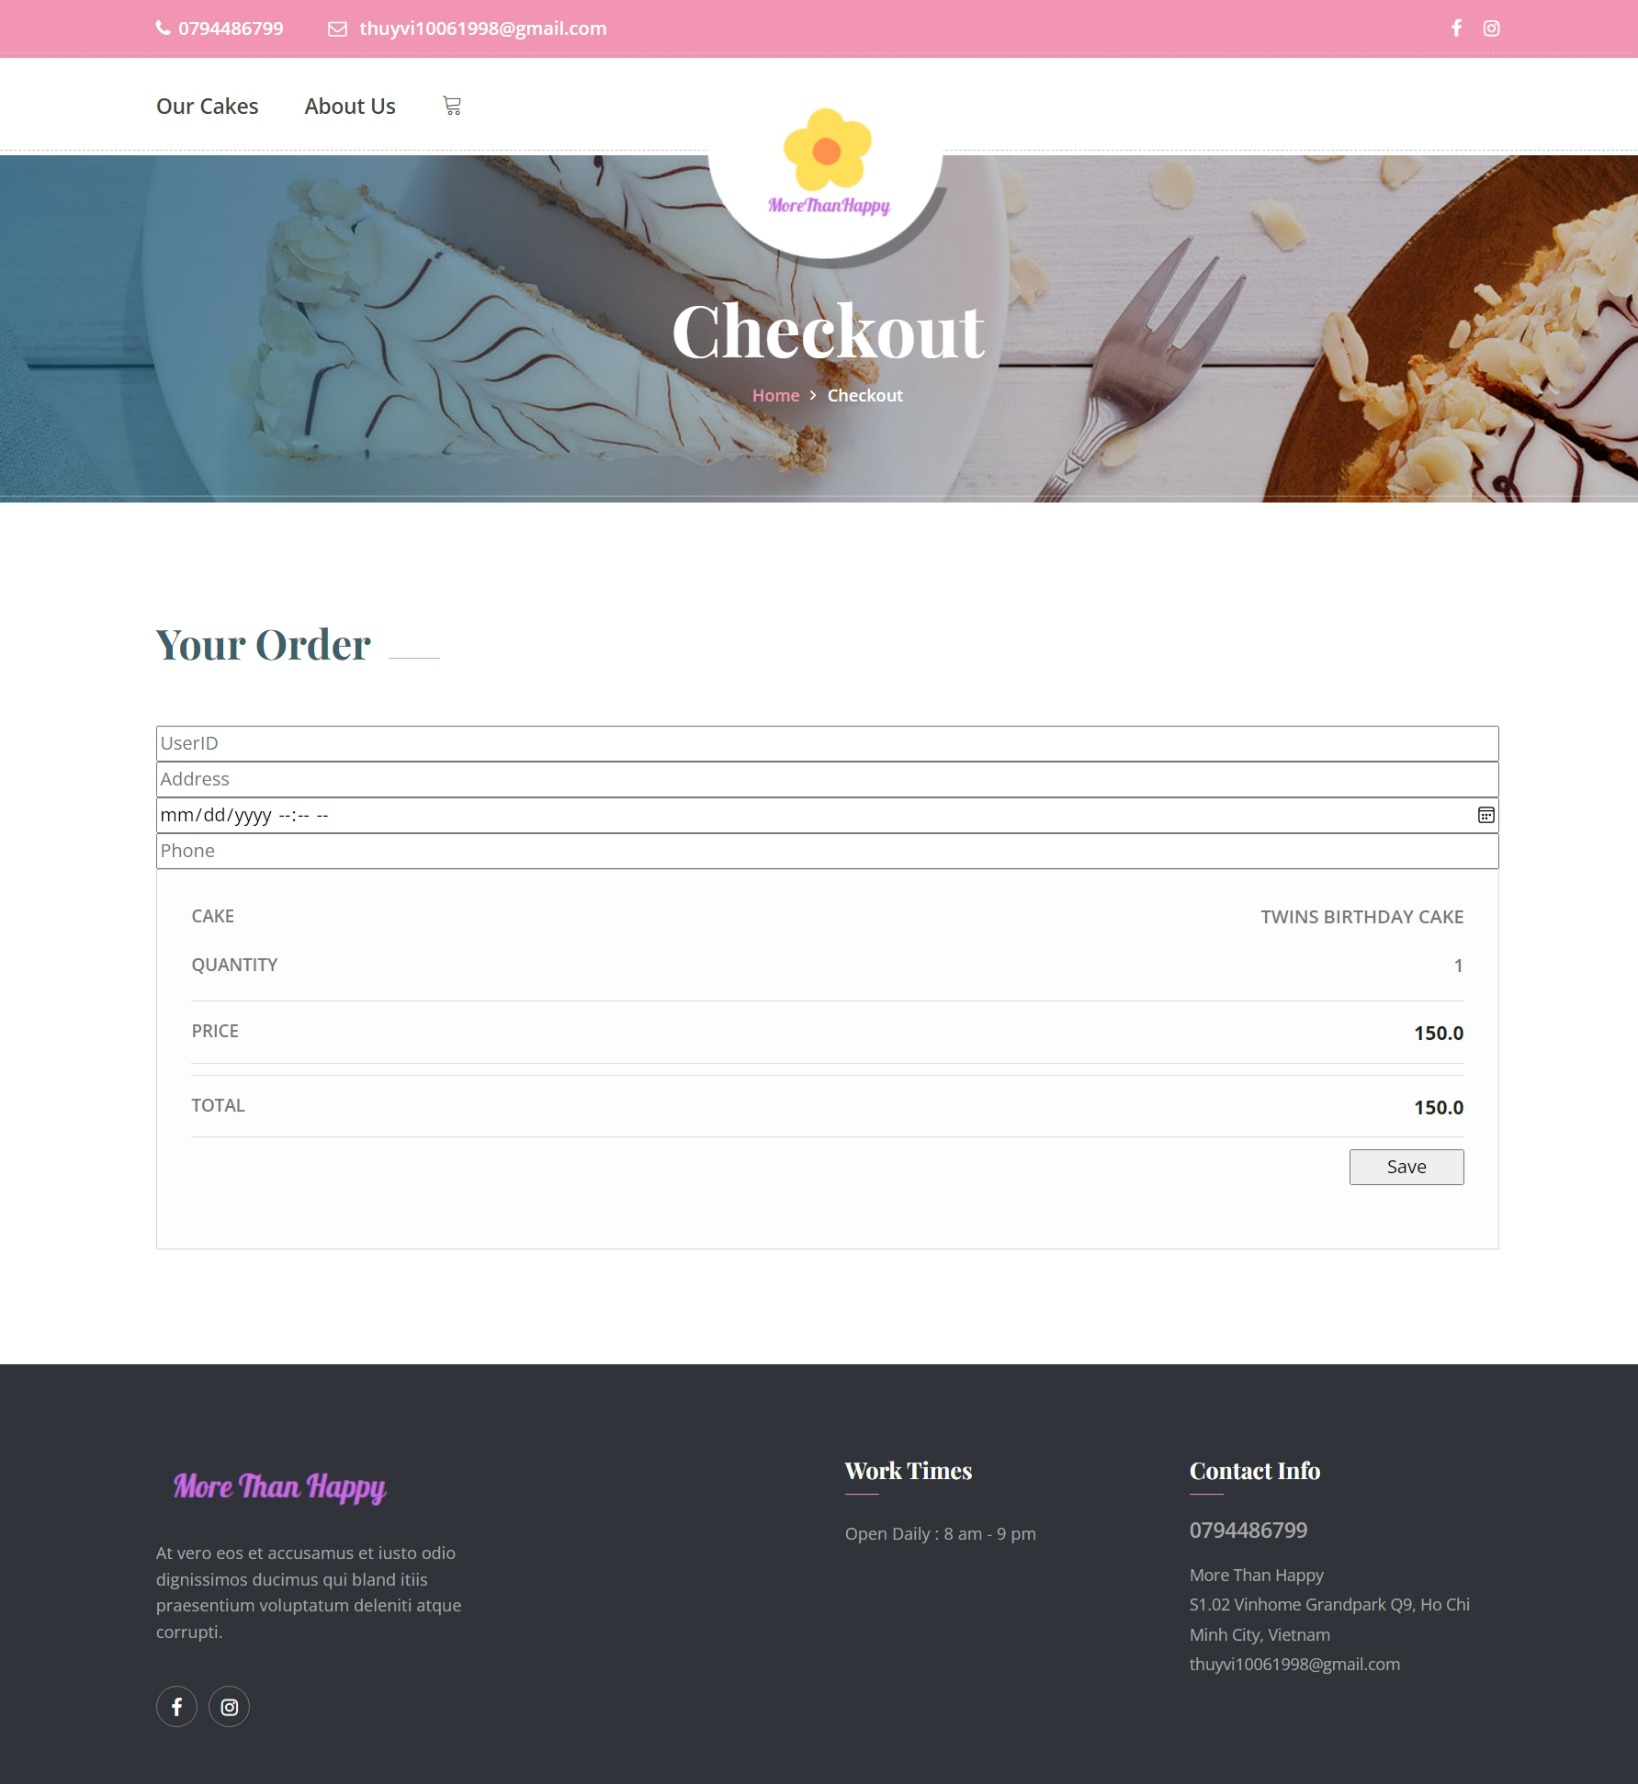 0794486799
thuyvi10061998@gmail.com
Our Cakes
About Us
MoreThanHappy
Checkout
Home
Checkout
Your Order
UserID
Address
mm/dd/yyyy --:-- --
Phone
CAKE
TWINS BIRTHDAY CAKE
QUANTITY
1
PRICE
150.0
TOTAL
150.0
Save
More Than Happy
At vero eos et accusamus et iusto odio
dignissimos ducimus qui bland itiis
praesentium voluptatum deleniti atque
corrupti.
Work Times
Open Daily : 8 am - 9 pm
Contact Info
0794486799
More Than Happy
S1.02 Vinhome Grandpark Q9, Ho Chi
Minh City, Vietnam
thuyvi10061998@gmail.com